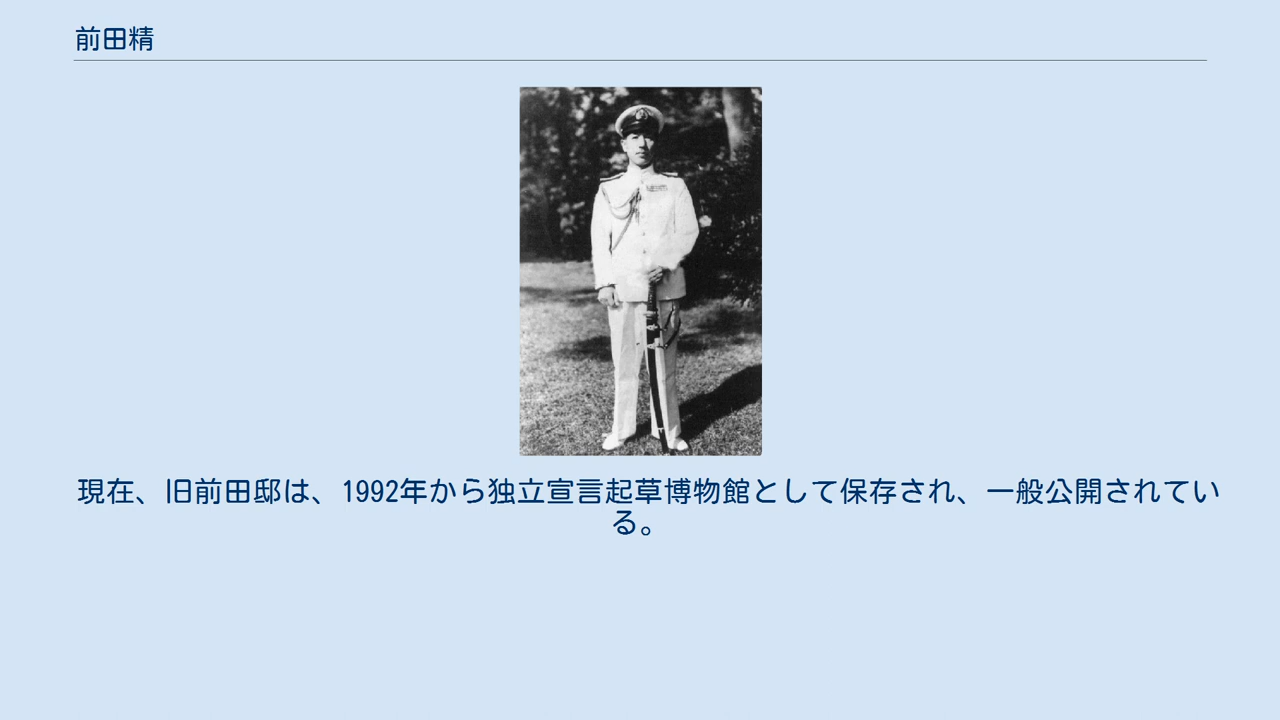 前田精
現在、旧前田邸は、1992年から独立宣言起草博物館として保存され、一般公開されてい
る。